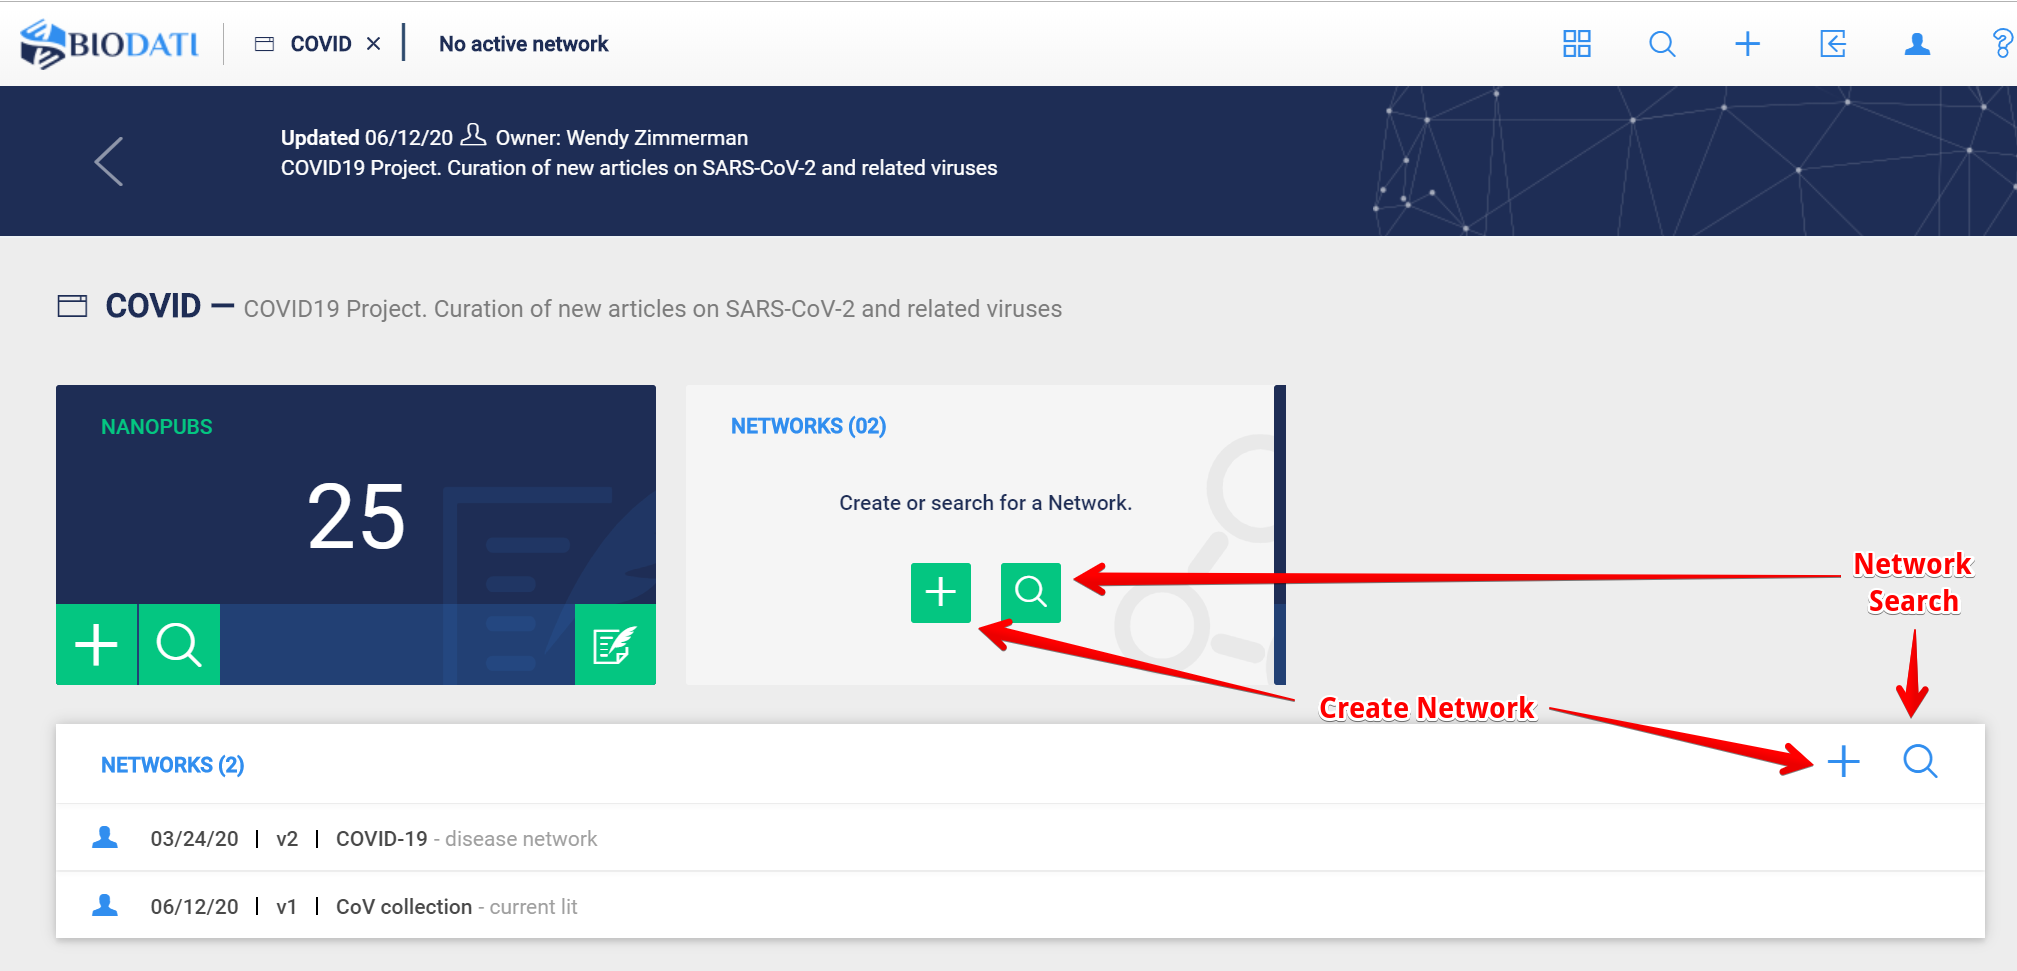 BIODATI
COVID
No active network
Updated 06/12/20 Owner: Wendy Zimmerman
COVID19 Project. Curation of new articles on SARS-CoV-2 and related viruses
COVID — COVID19 Project. Curation of new articles on SARS-CoV-2 and related viruses
NANOPUBS
25
NETWORKS (02)
Create or search for a Network.
Network
Search
Create Network
NETWORKS (2)
03/24/20 | v2 | COVID-19 - disease network
06/12/20 | v1 | CoV collection - current lit